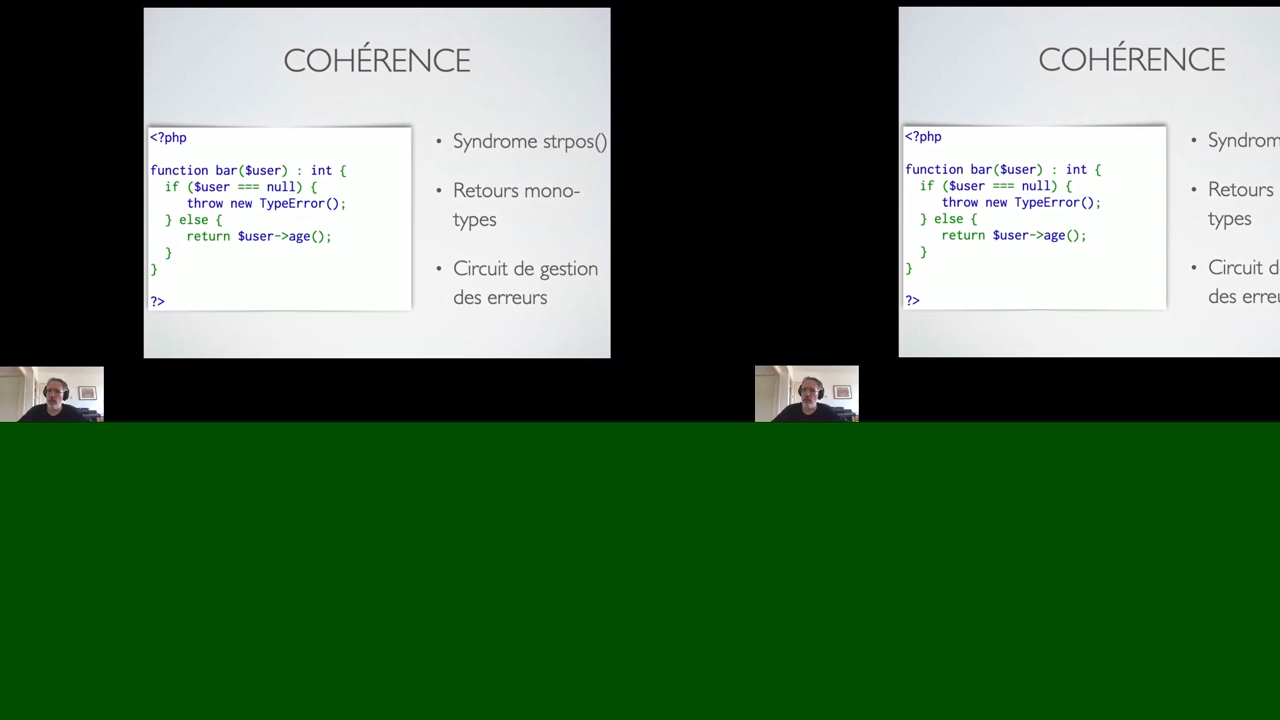 COHÉRENCE
<?php
function bar($user) : int {
if ($user === null) {
throw new TypeError();
} else {
return $user->age();
}
}
?>
• Syndrome strpos()
• Retours mono-
types
• Circuit de gestion
des erreurs
COHÉRENCE
<?php
function bar($user) : int {
if ($user === null) {
throw new TypeError();
} else {
return $user->age();
}
}
?>
• Syndrom
• Retours
types
• Circuit d
des erreu